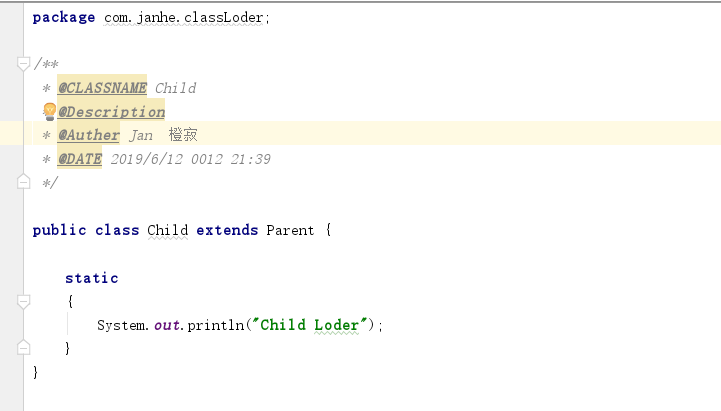 package com.janhe.classLoder;
/**
* @CLASSNAME Child
* @Description
* @Auther Jan 橙寂
* @DATE 2019/6/12 0012 21:39
*/
public class Child extends Parent {
static
{
System.out.println("Child Loder");
}
}